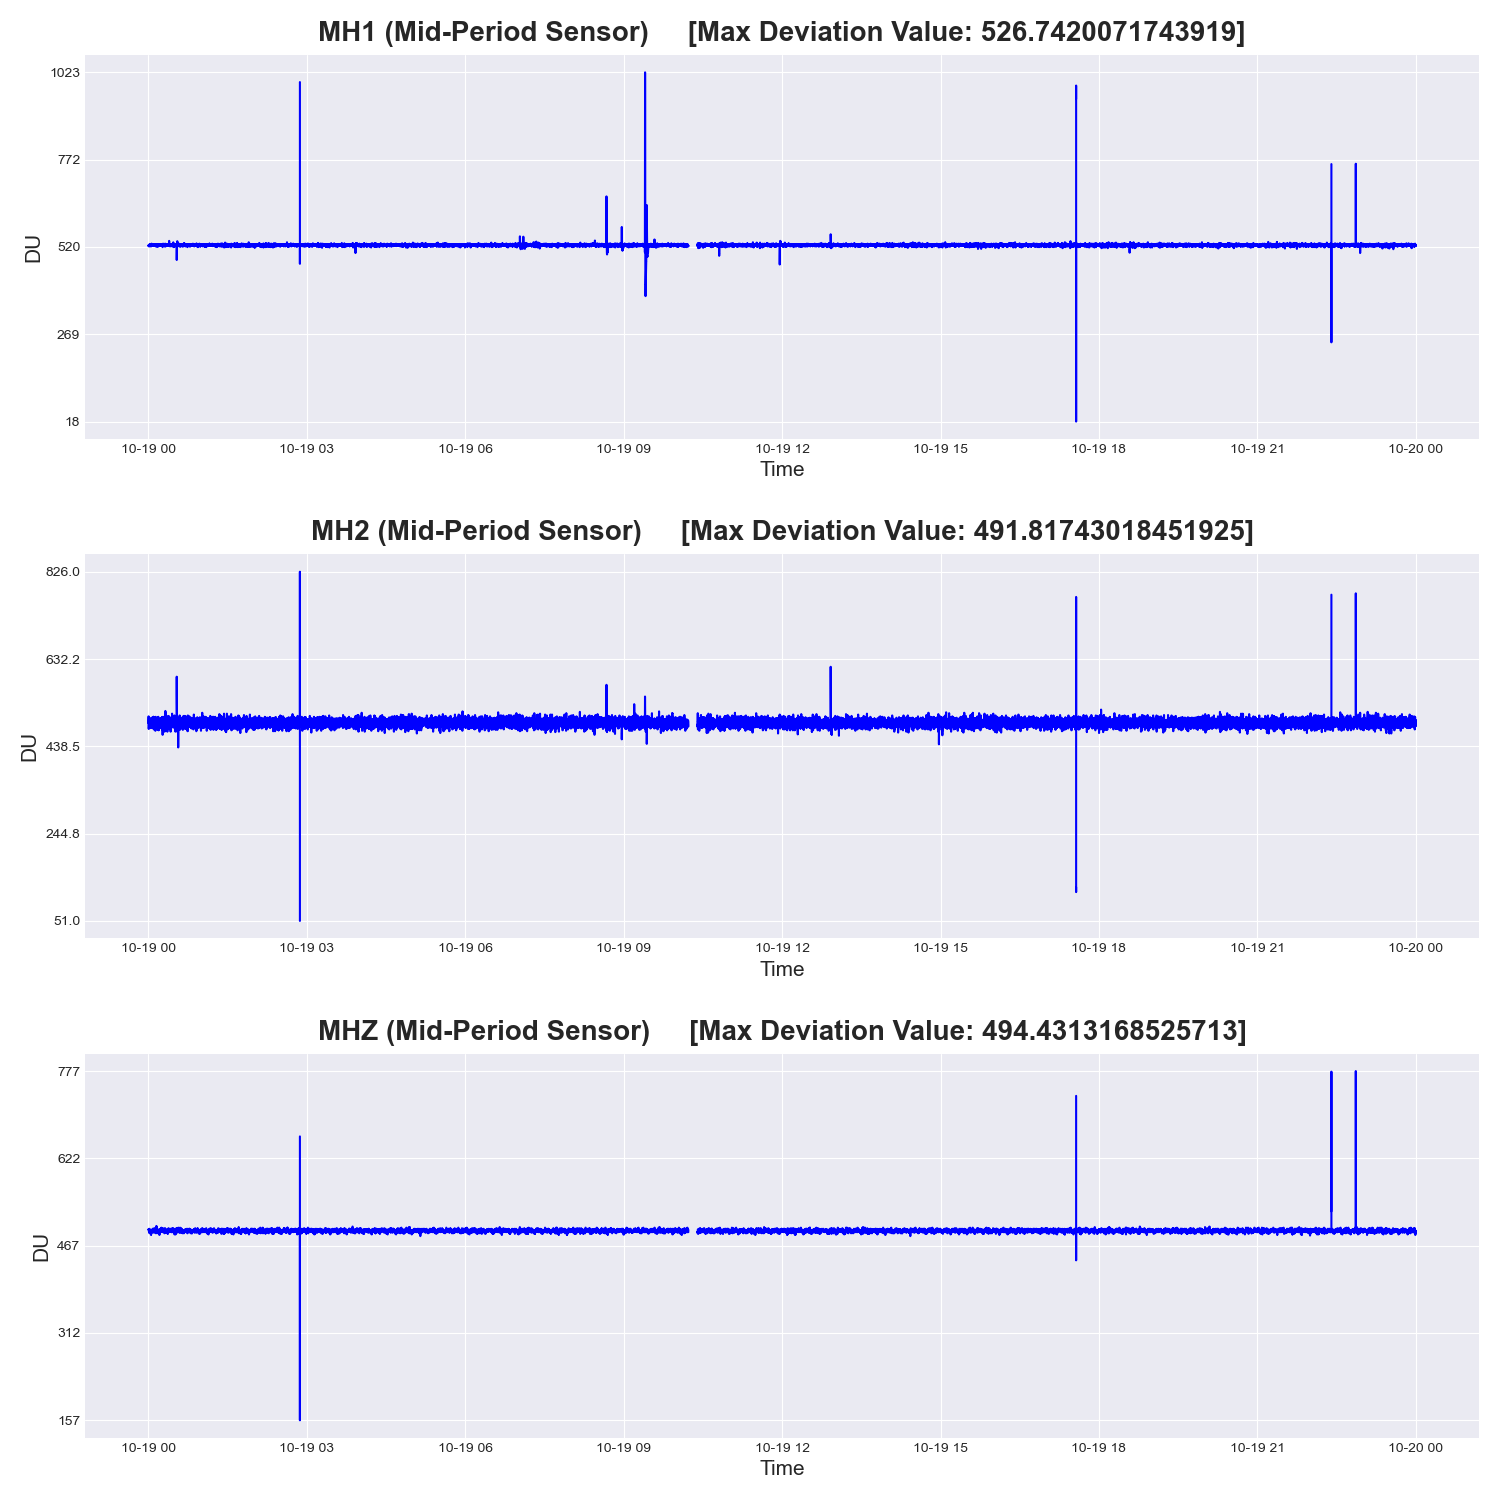 MH1 (Mid-Period Sensor) [Max Deviation Value: 526.7420071743919]
1023
772
520
269
18
DU
10-19 00 10-19 03 10-19 06 10-19 09 10-19 12 10-19 15 10-19 18 10-19 21 10-20 00
Time
MH2 (Mid-Period Sensor) [Max Deviation Value: 491.81743018451925]
826.0
632.2
438.5
244.8
51.0
DU
10-19 00 10-19 03 10-19 06 10-19 09 10-19 12 10-19 15 10-19 18 10-19 21 10-20 00
Time
MHZ (Mid-Period Sensor) [Max Deviation Value: 494.4313168525713]
777
622
467
312
157
DU
10-19 00 10-19 03 10-19 06 10-19 09 10-19 12 10-19 15 10-19 18 10-19 21 10-20 00
Time